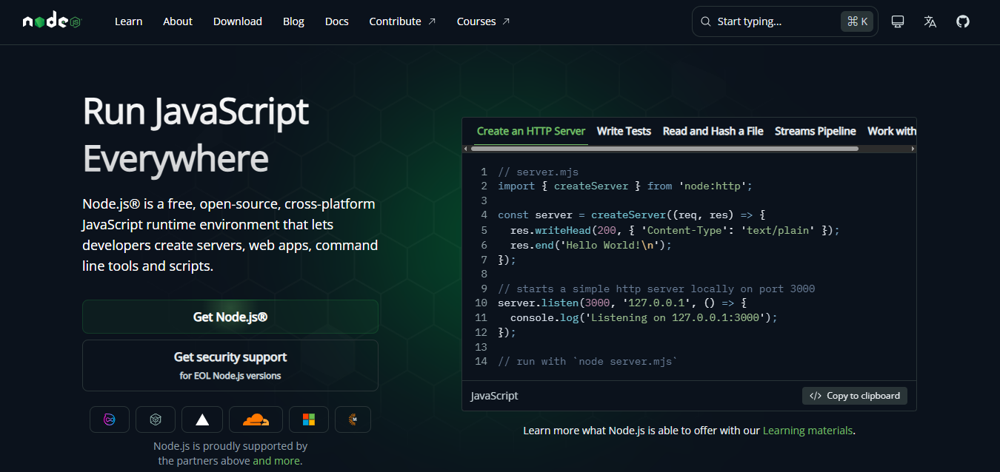 node JS
Learn About Download Blog Docs Contribute Courses
Start typing... ⌘ K
Run JavaScript
Everywhere
Node.js® is a free, open-source, cross-platform
JavaScript runtime environment that lets
developers create servers, web apps, command
line tools and scripts.
Get Node.js®
Get security support
for EOL Node.js versions
Node.js is proudly supported by
the partners above and more.
Create an HTTP Server Write Tests Read and Hash a File Streams Pipeline Work with
1 // server.mjs
2 import { createServer } from 'node:http';
3
4 const server = createServer((req, res) => {
5   res.writeHead(200, { 'Content-Type': 'text/plain' });
6   res.end('Hello World!\n');
7 });
8
9 // starts a simple http server locally on port 3000
10 server.listen(3000, '127.0.0.1', () => {
11   console.log('Listening on 127.0.0.1:3000');
12 });
13
14 // run with `node server.mjs`
JavaScript </> Copy to clipboard
Learn more what Node.js is able to offer with our Learning materials.